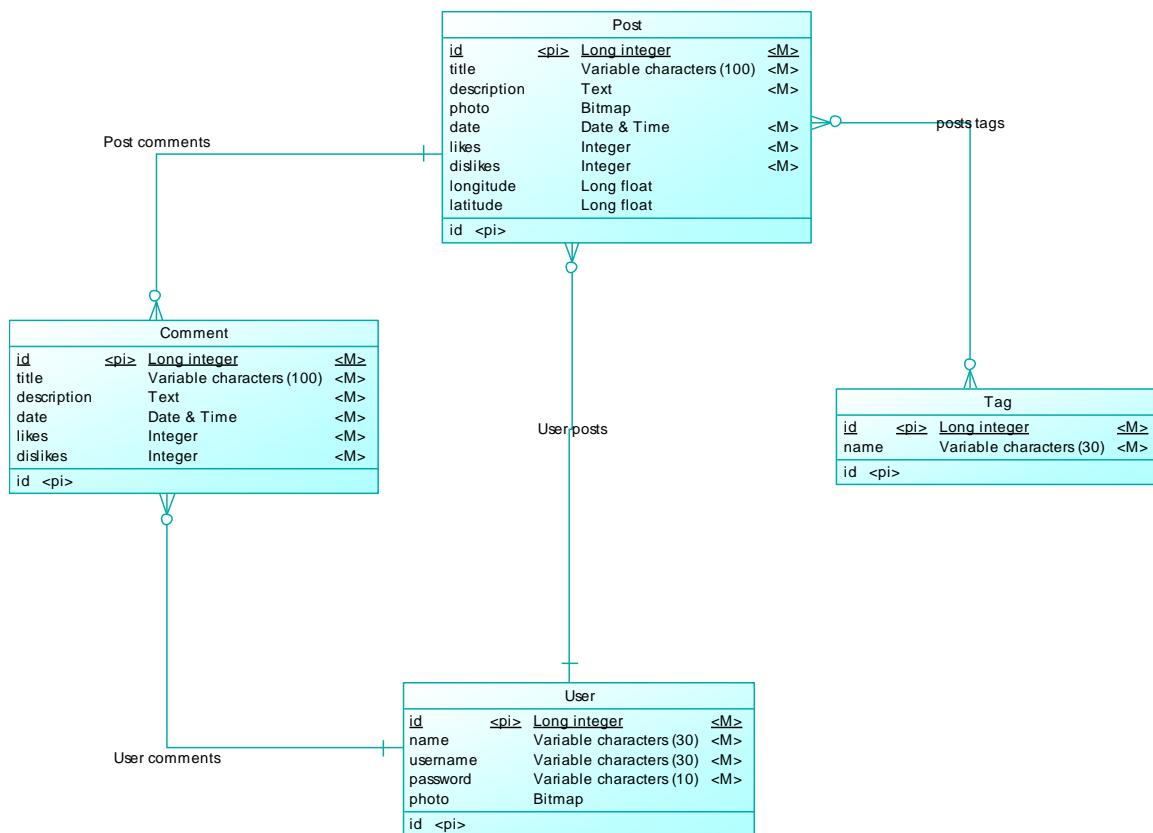 Post
id <pi> Long integer <M>
title Variable characters (100) <M>
description Text <M>
photo Bitmap
date Date & Time <M>
likes Integer <M>
dislikes Integer <M>
longitude Long float
latitude Long float
id <pi>
posts tags
Post comments
Comment
id <pi> Long integer <M>
title Variable characters (100) <M>
description Text <M>
date Date & Time <M>
likes Integer <M>
dislikes Integer <M>
id <pi>
Tag
id <pi> Long integer <M>
name Variable characters (30) <M>
id <pi>
User posts
User comments
User
id <pi> Long integer <M>
name Variable characters (30) <M>
username Variable characters (30) <M>
password Variable characters (10) <M>
photo Bitmap
id <pi>